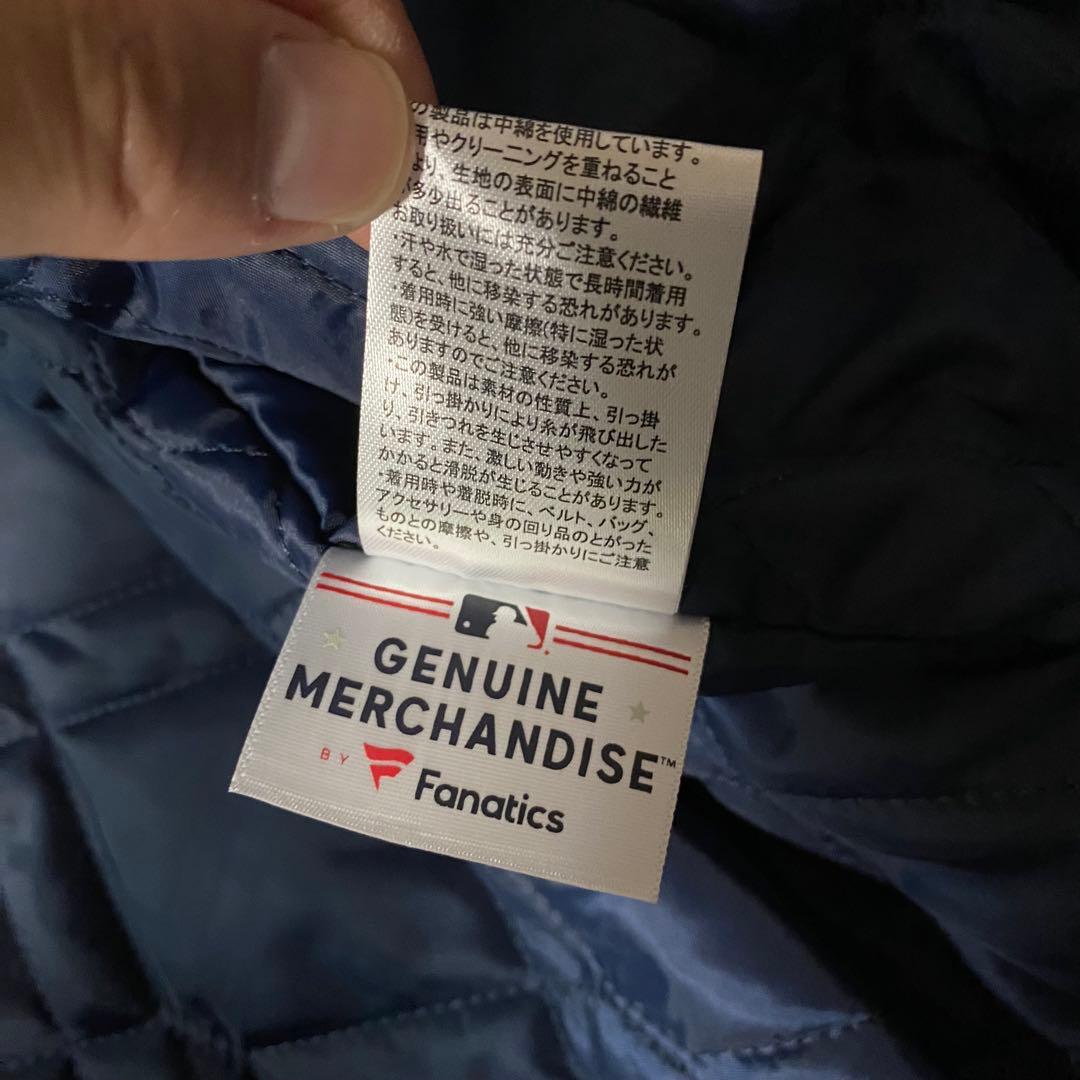 の製品は中綿を使用しています。
用やクリーニングを重ねること
より、生地の表面に中綿の繊維
が多少出ることがあります。
お取り扱いには充分ご注意ください。
・汗や水で湿った状態で長時間着用
すると、他に移染する恐れがあります。
・着用時に強い摩擦(特に湿った状
態)を受けると、他に移染する恐れが
ありますのでご注意ください。
・この製品は素材の性質上、引っ掛
け、引っ掛かりにより糸が飛び出した
り、引きつれを生じさせやすくなって
います。また、激しい動きや強い力が
かかると滑脱が生じることがあります。
・着用時や着脱時に、ベルト、バッグ、
アクセサリーや身の回り品のとがった
ものとの摩擦や、引っ掛かりにご注意
ください。
GENUINE
MERCHANDISE™
BY Fanatics